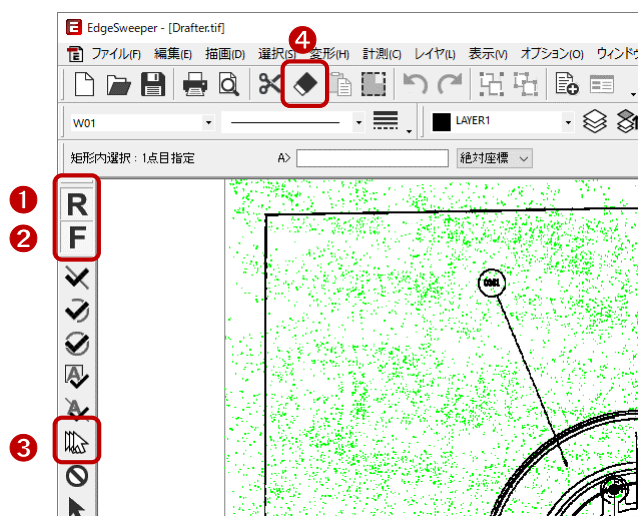 EdgeSweeper - [Drafter.tif]
4
ファイル(F) 編集(E) 描画(D) 選択(S) 変形(H) 計測(C) レイヤ(L) 表示(V) オプション(O) ウィンドウ
W01
LAYER1
矩形内選択：1点目指定
A>
絶対座標
1
R
2
F
3